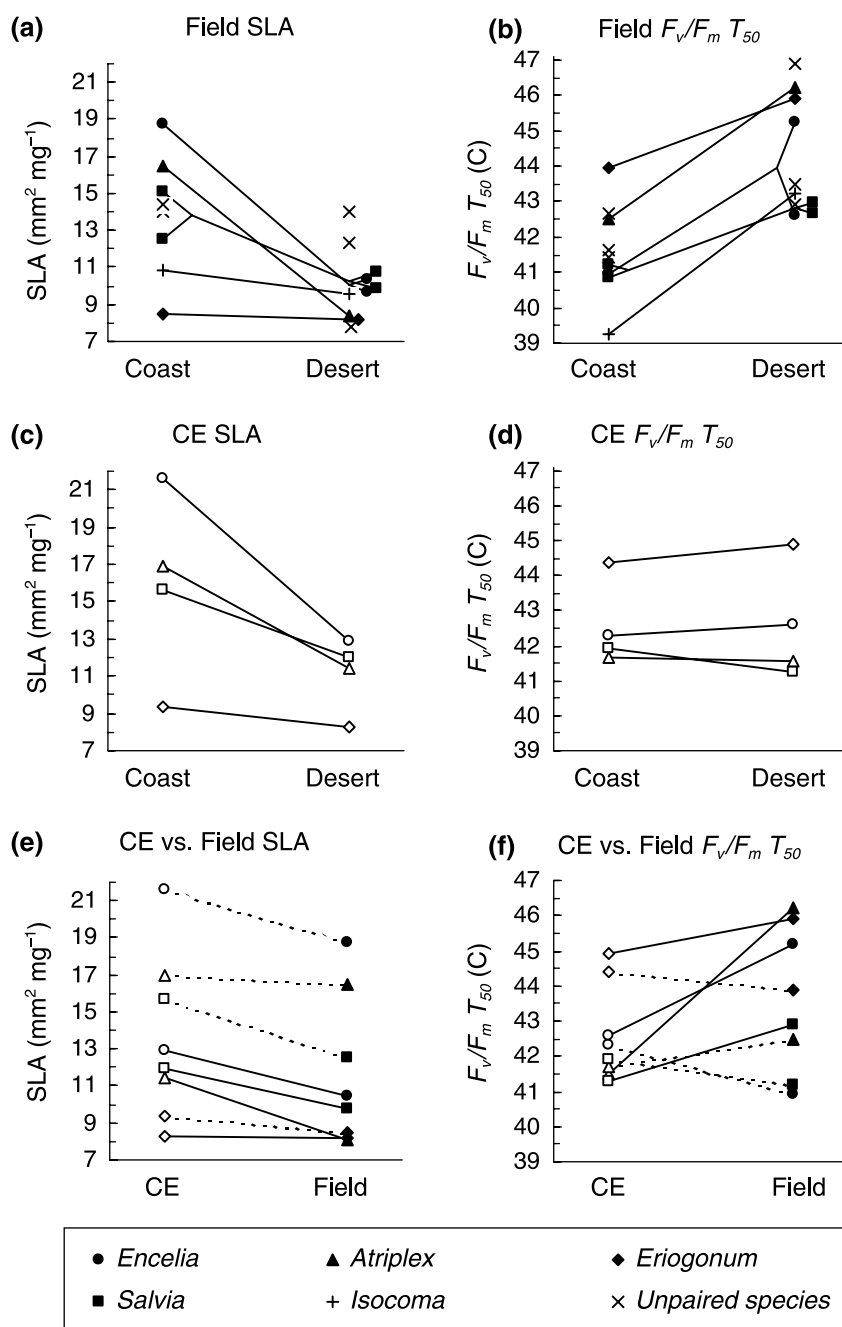 (a) Field SLA
SLA (mm² mg⁻¹)
21
19
17
15
13
11
9
7
Coast Desert
(b) Field Fv/Fm T50
Fv/Fm T50 (C)
47
46
45
44
43
42
41
40
39
Coast Desert
(c) CE SLA
SLA (mm² mg⁻¹)
21
19
17
15
13
11
9
7
Coast Desert
(d) CE Fv/Fm T50
Fv/Fm T50 (C)
47
46
45
44
43
42
41
40
39
Coast Desert
(e) CE vs. Field SLA
SLA (mm² mg⁻¹)
21
19
17
15
13
11
9
7
CE Field
(f) CE vs. Field Fv/Fm T50
Fv/Fm T50 (C)
47
46
45
44
43
42
41
40
39
CE Field
Encelia Atriplex Eriogonum
Salvia Isocoma Unpaired species